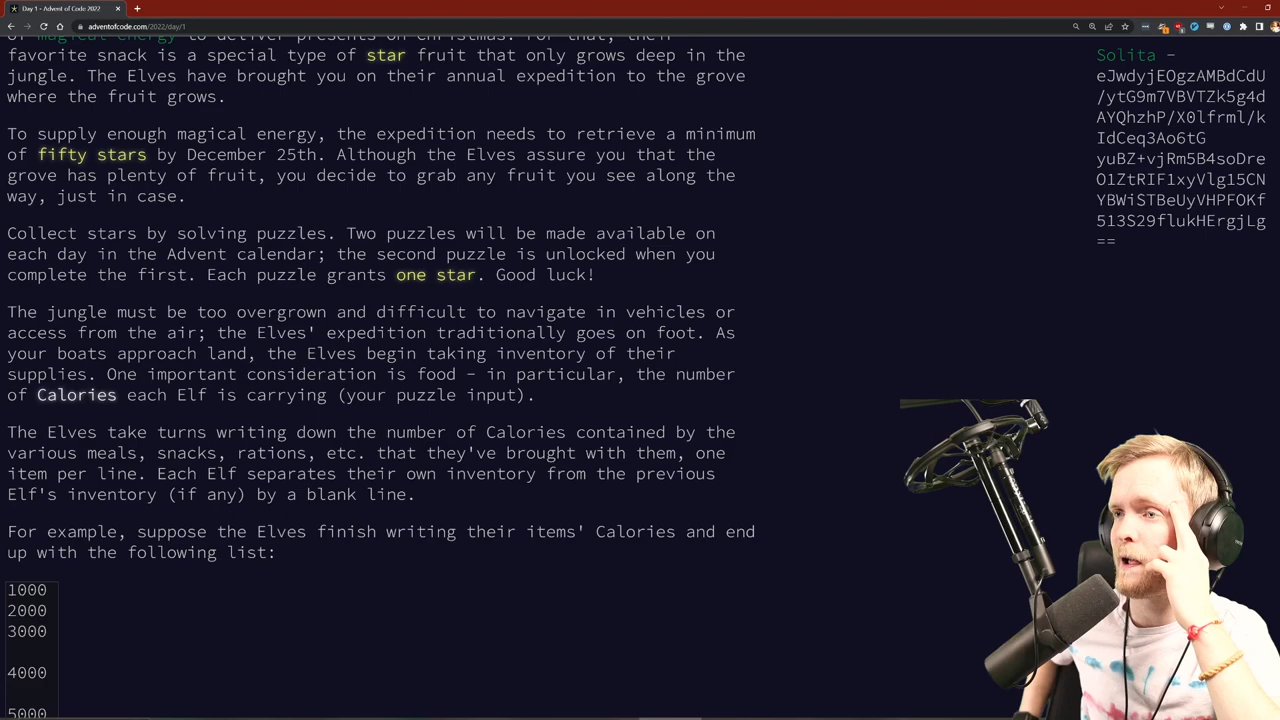 Day 1 - Advent of Code 2022
adventofcode.com/2022/day/1
of magical energy to deliver presents on Christmas. For that, their
favorite snack is a special type of star fruit that only grows deep in the
jungle. The Elves have brought you on their annual expedition to the grove
where the fruit grows.
To supply enough magical energy, the expedition needs to retrieve a minimum
of fifty stars by December 25th. Although the Elves assure you that the
grove has plenty of fruit, you decide to grab any fruit you see along the
way, just in case.
Collect stars by solving puzzles. Two puzzles will be made available on
each day in the Advent calendar; the second puzzle is unlocked when you
complete the first. Each puzzle grants one star. Good luck!
The jungle must be too overgrown and difficult to navigate in vehicles or
access from the air; the Elves' expedition traditionally goes on foot. As
your boats approach land, the Elves begin taking inventory of their
supplies. One important consideration is food - in particular, the number
of Calories each Elf is carrying (your puzzle input).
The Elves take turns writing down the number of Calories contained by the
various meals, snacks, rations, etc. that they've brought with them, one
item per line. Each Elf separates their own inventory from the previous
Elf's inventory (if any) by a blank line.
For example, suppose the Elves finish writing their items' Calories and end
up with the following list:
1000
2000
3000
4000
5000
Solita -
eJwdyjEOgzAMBdCdU
/ytG9m7VBVTZk5g4d
AYQhzhP/X0lfrml/k
IdCeq3Ao6tG
yuBZ+vjRm5B4soDre
O1ZtRIF1xyVlg15CN
YBWiSTBeUyVHPFOKf
513S29flukHErgjLg
==